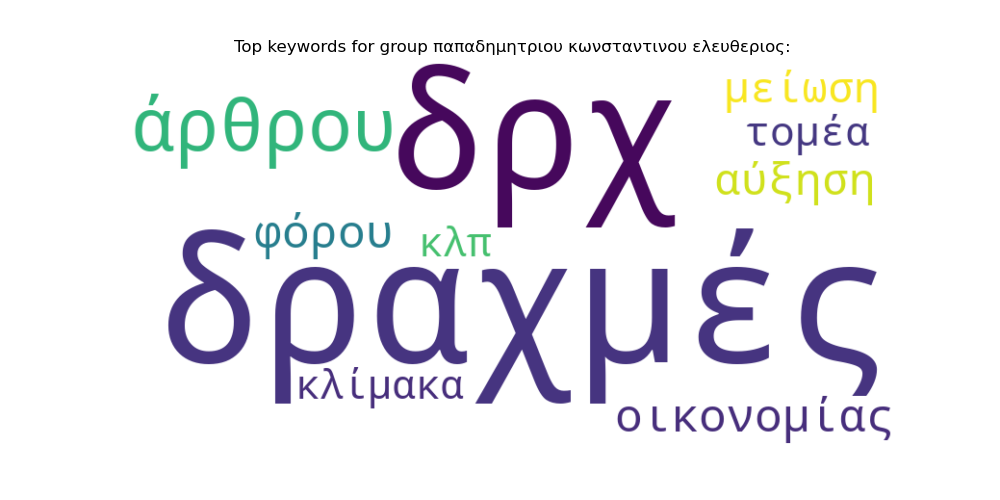 Top keywords for group παπαδημητριου κωνσταντινου ελευθεριος:
άρθρου
δρχ
μείωση
τομέα
αύξηση
φόρου
κλπ
δραχμές
κλίμακα
οικονομίας